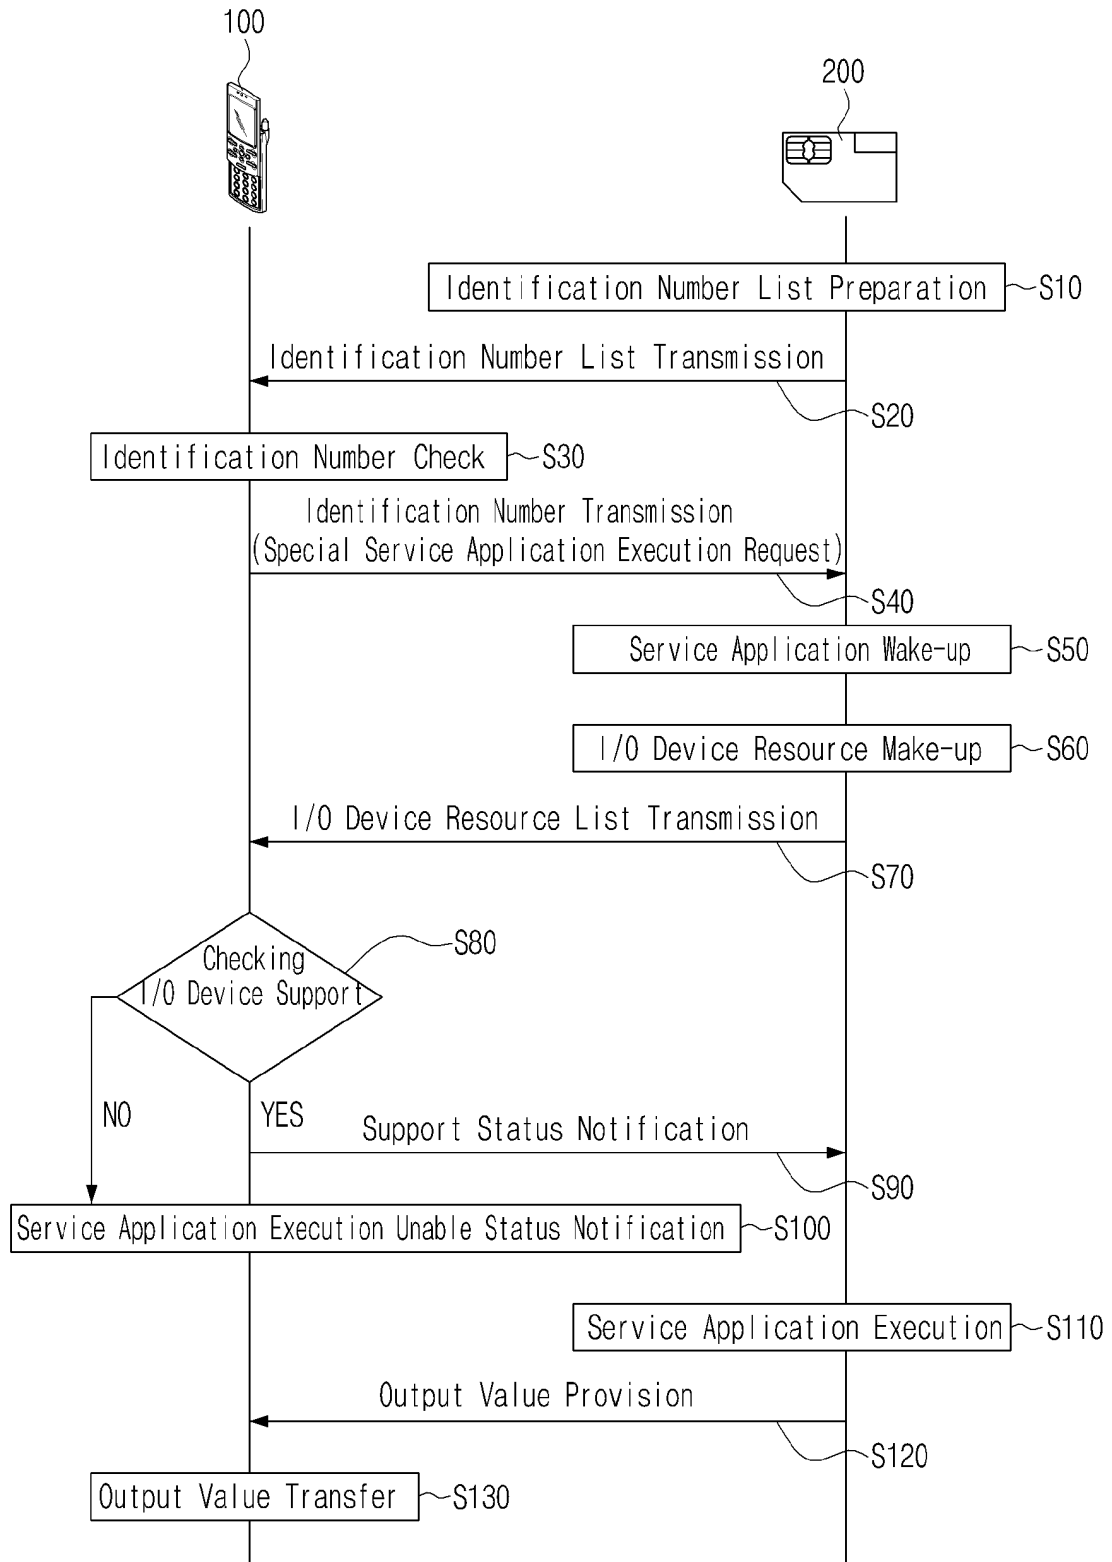 100
200
Identification Number List Preparation
S10
Identification Number List Transmission
S20
Identification Number Check
S30
Identification Number Transmission
(Special Service Application Execution Request)
S40
Service Application Wake-up
S50
I/O Device Resource Make-up
S60
I/O Device Resource List Transmission
S70
S80
Checking
I/O Device Support
NO
YES
Support Status Notification
S90
Service Application Execution Unable Status Notification
S100
Service Application Execution
S110
Output Value Provision
S120
Output Value Transfer
S130